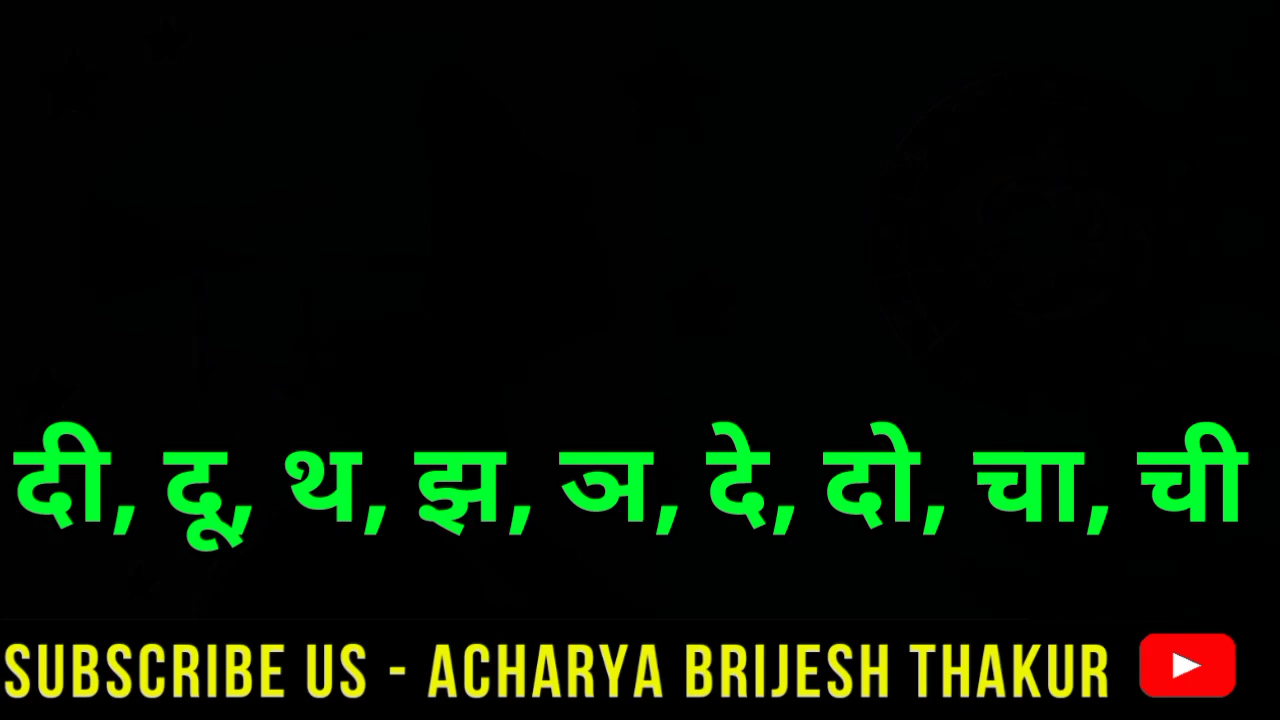 दी, दू, थ, झ, ञ, दे, दो, चा, ची
SUBSCRIBE US - ACHARYA BRIJESH THAKUR